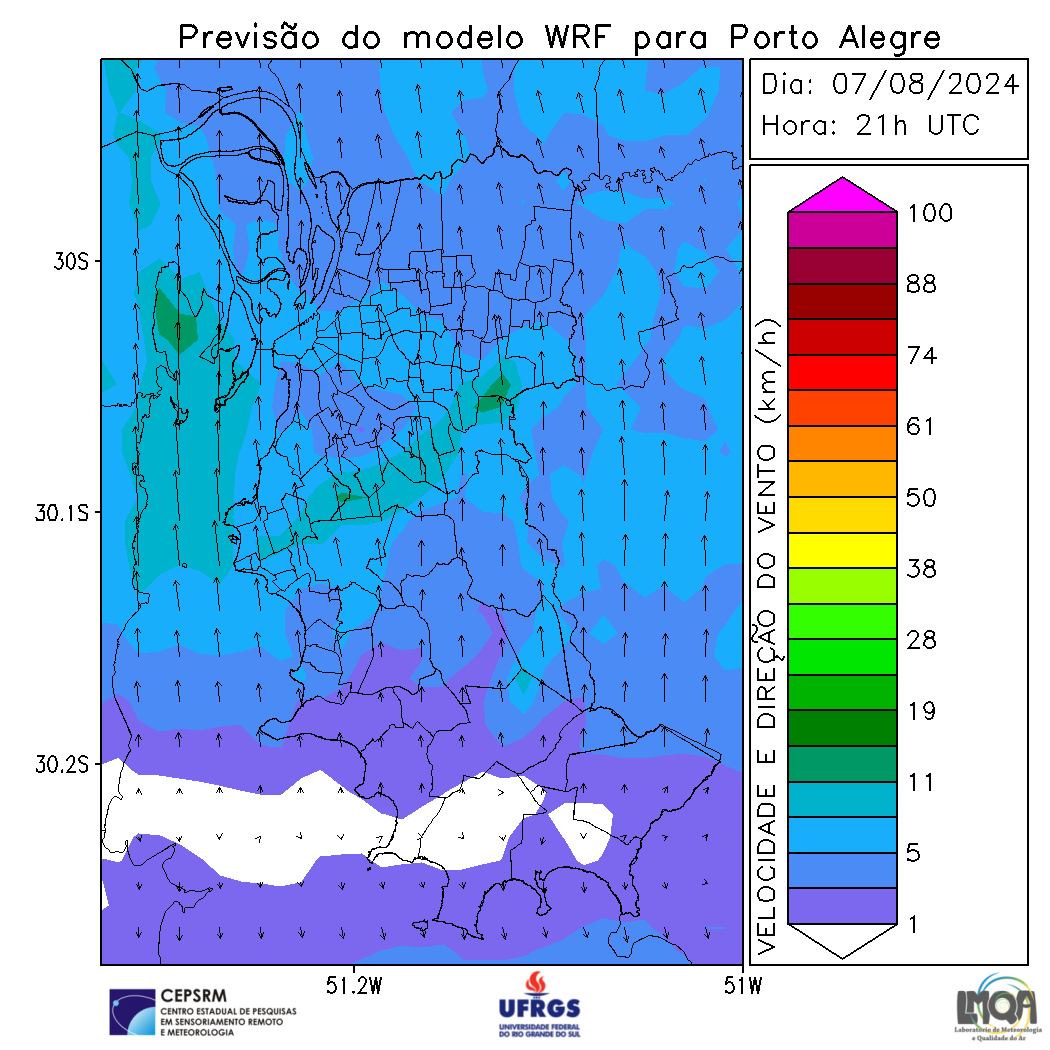 Previsão do modelo WRF para Porto Alegre
Dia: 07/08/2024
Hora: 21h UTC
30S
30.1S
30.2S
51.2W
51W
VELOCIDADE E DIREÇÃO DO VENTO (km/h)
100
88
74
61
50
38
28
19
11
5
1
CEPSRM
CENTRO ESTADUAL DE PESQUISAS
EM SENSORIAMENTO REMOTO
E METEOROLOGIA
UFRGS
UNIVERSIDADE FEDERAL
DO RIO GRANDE DO SUL
LMQA
Laboratório de Meteorologia
e Qualidade do Ar